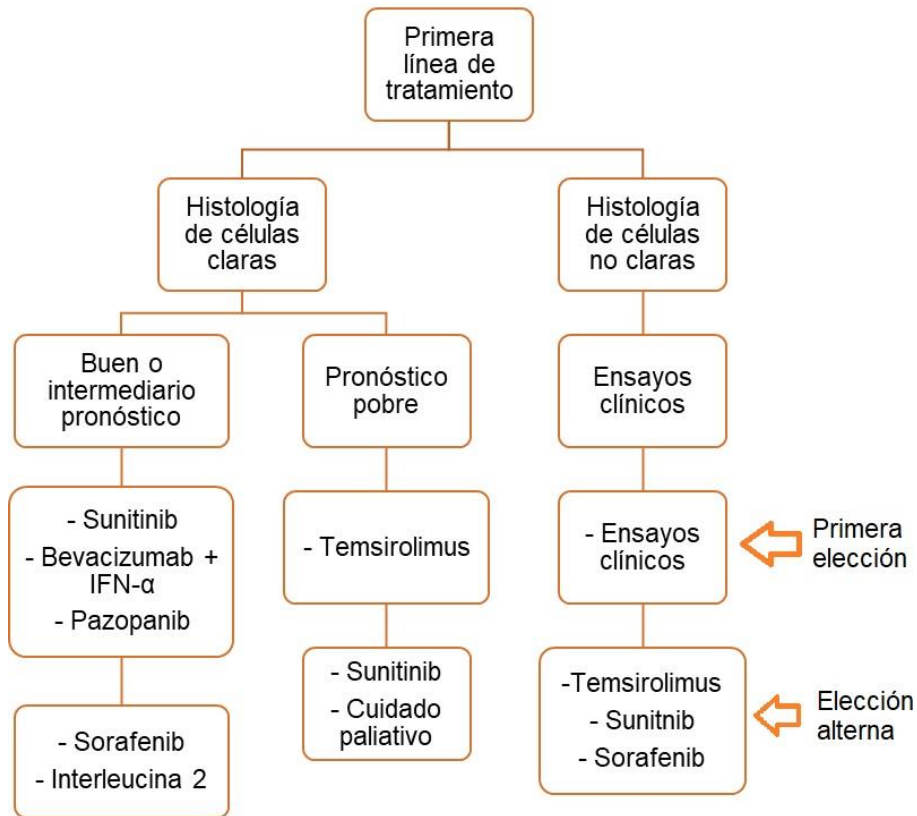 Primera
línea de
tratamiento
Histología
de células
claras
Histología
de células
no claras
Buen o
intermediario
pronóstico
Pronóstico
pobre
Ensayos
clínicos
- Sunitinib
- Bevacizumab +
IFN-α
- Pazopanib
- Temsirolimus
- Ensayos
clínicos
Primera
elección
- Sorafenib
- Interleucina 2
- Sunitinib
- Cuidado
paliativo
-Temsirolimus
- Sunitnib
- Sorafenib
Elección
alterna